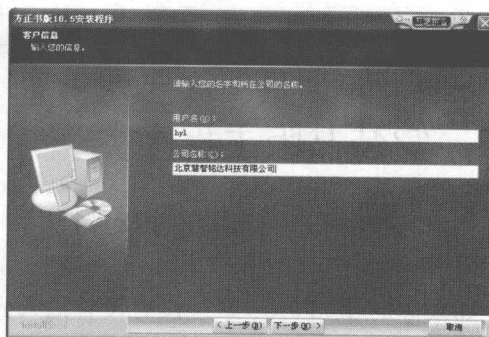 方正书版10.5安装程序
客户信息
输入您的信息。
请输入您的名字和所在公司的名称。
用户名(U):
hyl
公司名称(C):
北京慧智铭达科技有限公司
InstallShield
< 上一步(B)
下一步(N) >
取消